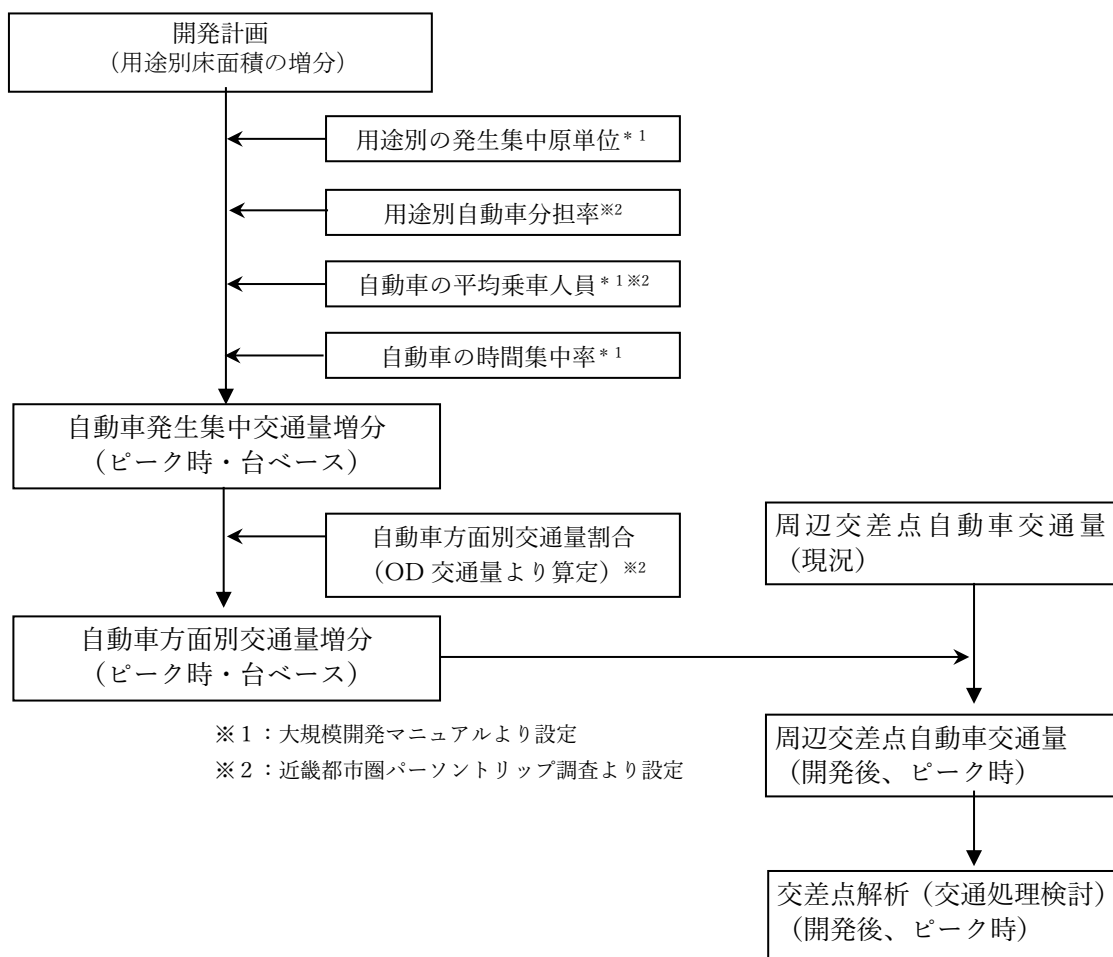 開発計画
（用途別床面積の増分）
用途別の発生集中原単位＊1
用途別自動車分担率※2
自動車の平均乗車人員＊1※2
自動車の時間集中率＊1
自動車発生集中交通量増分
（ピーク時・台ベース）
自動車方面別交通量割合
（OD 交通量より算定）※2
自動車方面別交通量増分
（ピーク時・台ベース）
周辺交差点自動車交通量
（現況）
※１：大規模開発マニュアルより設定
※２：近畿都市圏パーソントリップ調査より設定
周辺交差点自動車交通量
（開発後、ピーク時）
交差点解析（交通処理検討）
（開発後、ピーク時）